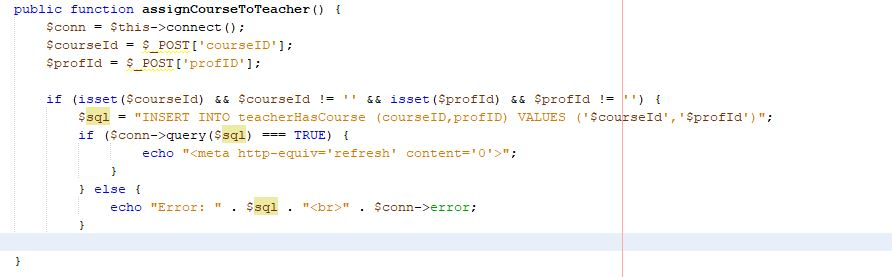 public function assignCourseToTeacher() {
    $conn = $this->connect();
    $courseId = $_POST['courseID'];
    $profId = $_POST['profID'];

    if (isset($courseId) && $courseId != '' && isset($profId) && $profId != '') {
        $sql = "INSERT INTO teacherHasCourse (courseID,profID) VALUES ('$courseId','$profId')";
        if ($conn->query($sql) === TRUE) {
                echo "<meta http-equiv='refresh' content='0'>";
            }
        } else {
            echo "Error: " . $sql . "<br>" . $conn->error;
        }

}